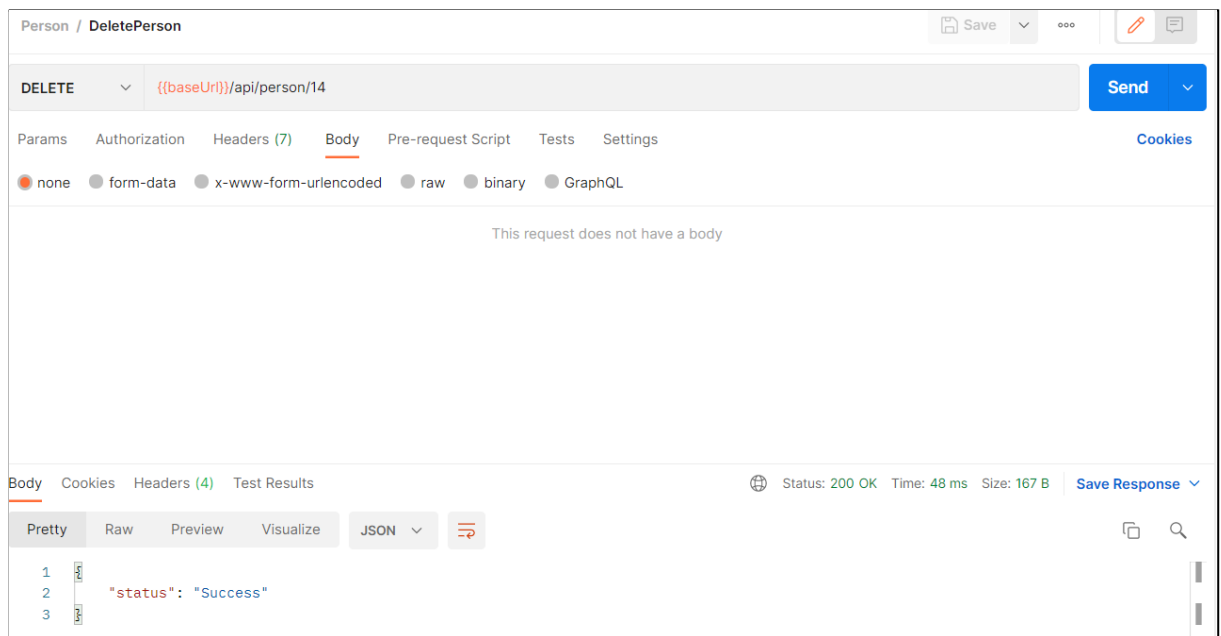 Person / DeletePerson Save ooo
DELETE {{baseUrl}}/api/person/14 Send
Params Authorization Headers (7) Body Pre-request Script Tests Settings Cookies
none form-data x-www-form-urlencoded raw binary GraphQL
This request does not have a body
Body Cookies Headers (4) Test Results Status: 200 OK Time: 48 ms Size: 167 B Save Response
Pretty Raw Preview Visualize JSON
1 {
2 "status": "Success"
3 }